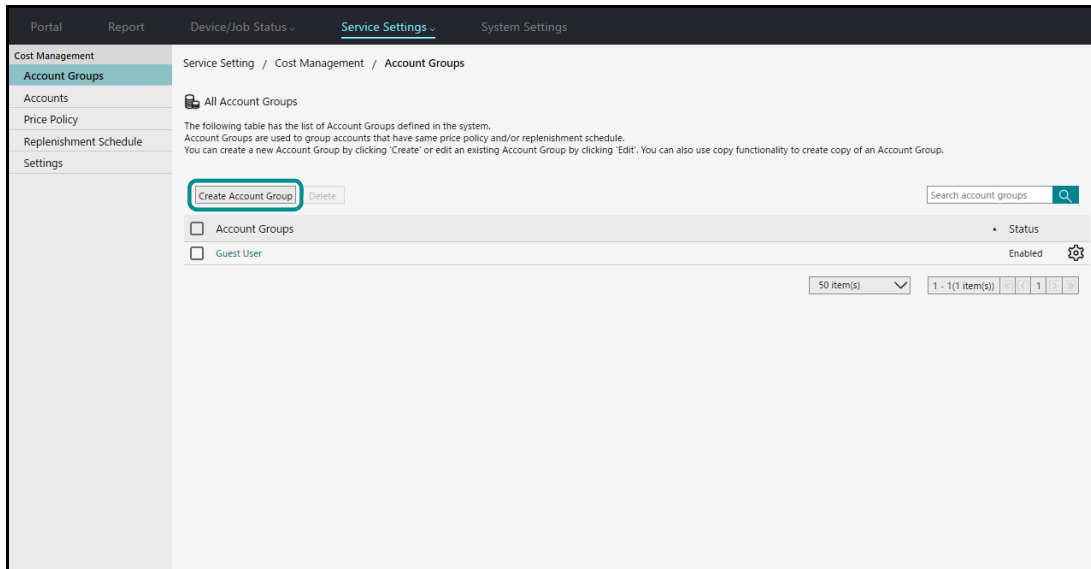 Portal Report Device/Job Status Service Settings System Settings
Cost Management
Account Groups
Accounts
Price Policy
Replenishment Schedule
Settings
Service Setting / Cost Management / Account Groups
All Account Groups
The following table has the list of Account Groups defined in the system.
Account Groups are used to group accounts that have same price policy and/or replenishment schedule.
You can create a new Account Group by clicking 'Create' or edit an existing Account Group by clicking 'Edit'. You can also use copy functionality to create copy of an Account Group.
Create Account Group Delete Search account groups
Account Groups Status
Guest User Enabled
50 item(s) 1 - 1(1 item(s)) << < 1 > >>